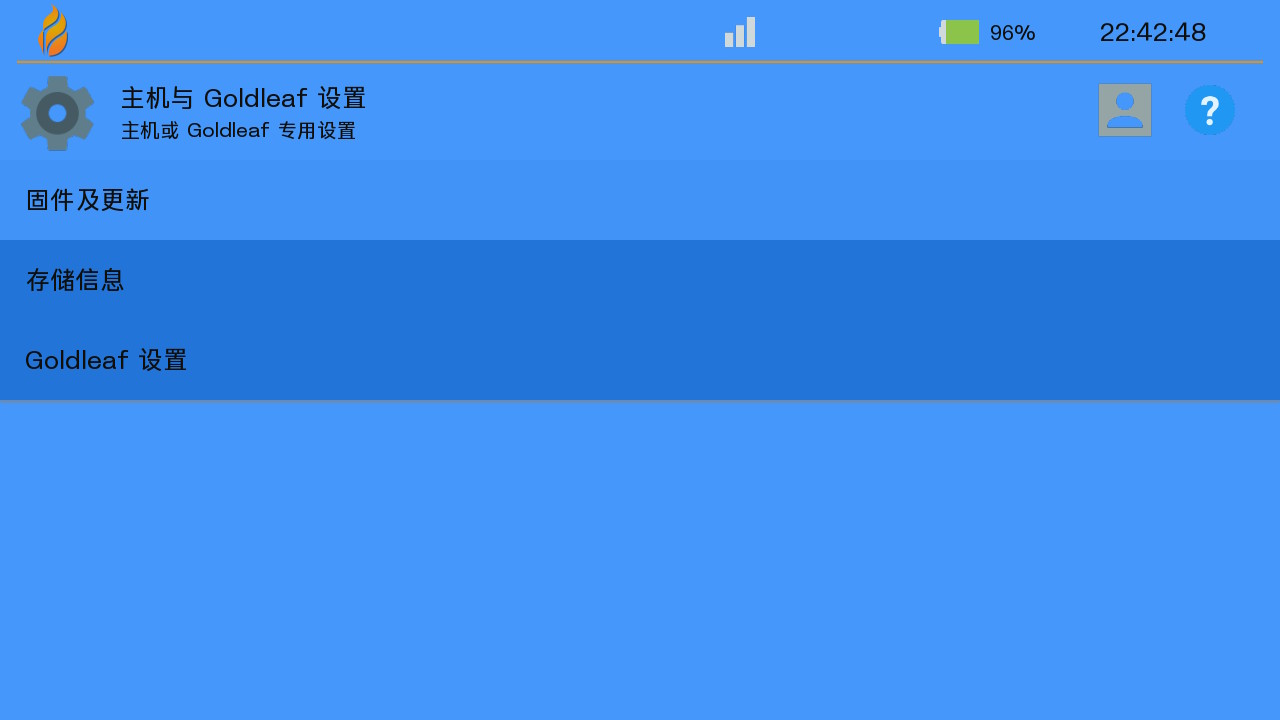 96%
22:42:48
主机与 Goldleaf 设置
主机或 Goldleaf 专用设置
?
固件及更新
存储信息
Goldleaf 设置